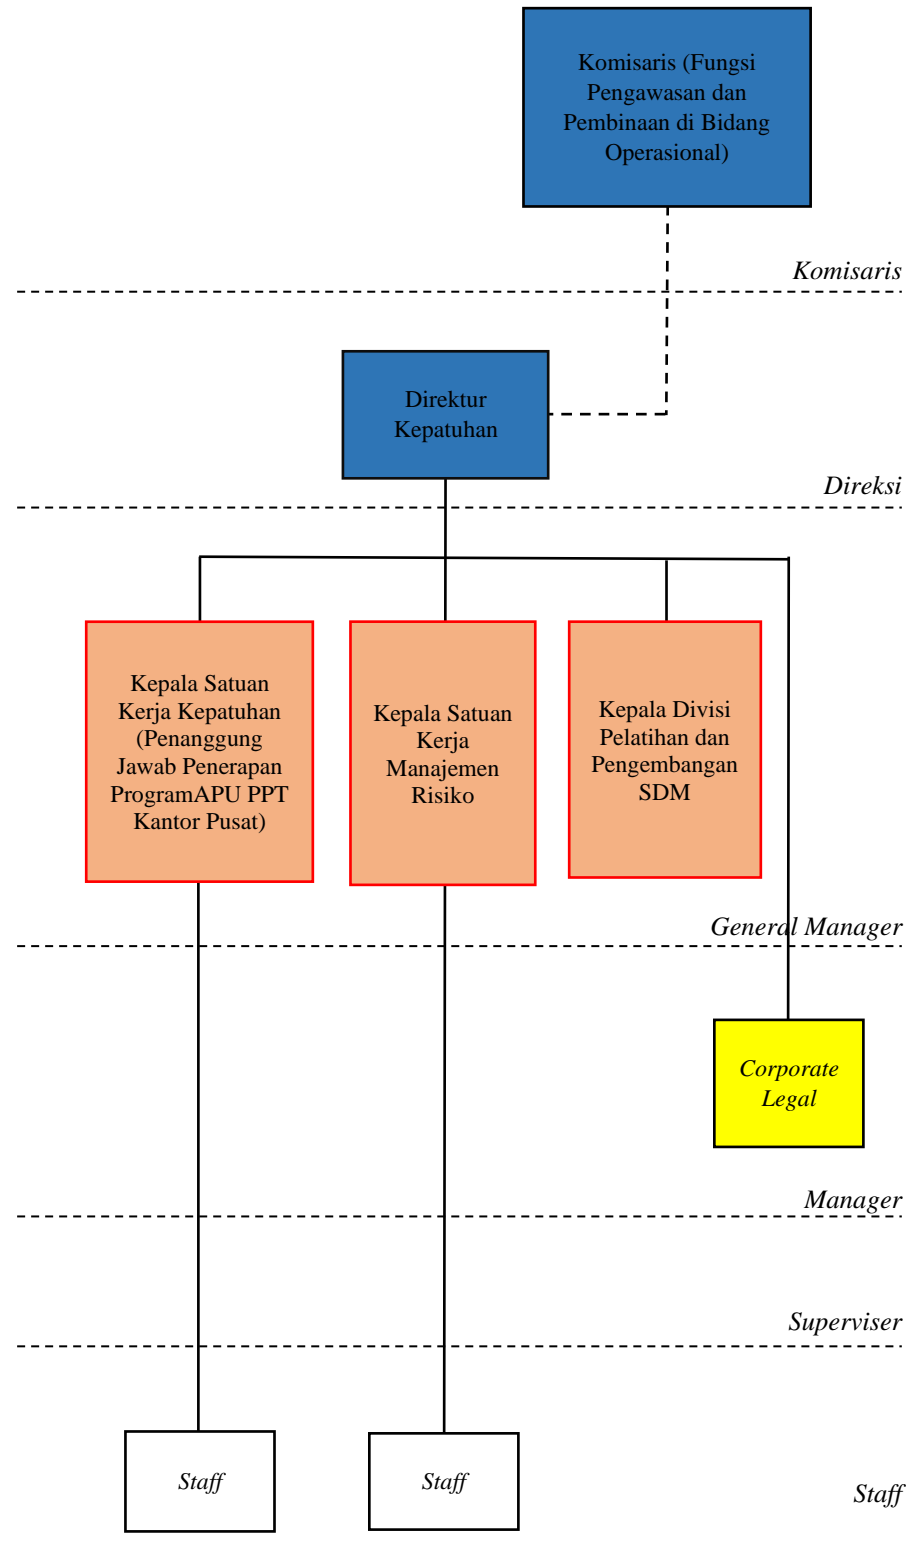 Komisaris (Fungsi
Pengawasan dan
Pembinaan di Bidang
Operasional)
Komisaris
Direktur
Kepatuhan
Direksi
Kepala Satuan
Kerja Kepatuhan
(Penanggung
Jawab Penerapan
ProgramAPU PPT
Kantor Pusat)
Kepala Satuan
Kerja
Manajemen
Risiko
Kepala Divisi
Pelatihan dan
Pengembangan
SDM
General Manager
Corporate
Legal
Manager
Superviser
Staff
Staff
Staff